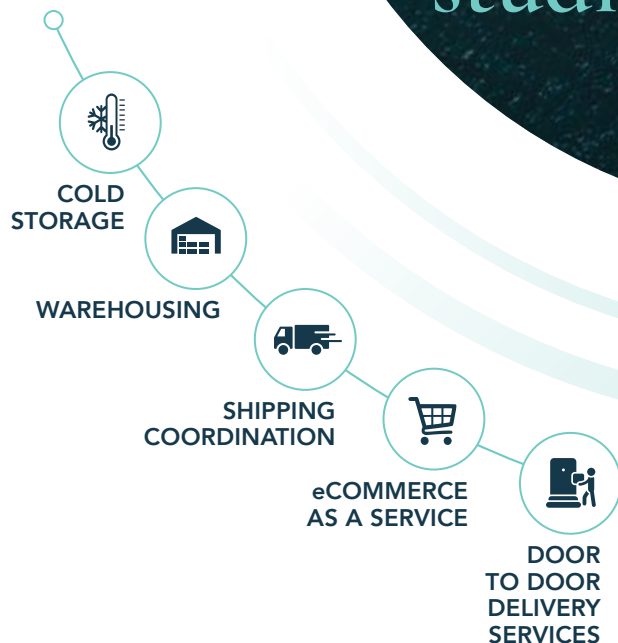 COLD
STORAGE
WAREHOUSING
SHIPPING
COORDINATION
eCOMMERCE
AS A SERVICE
DOOR
TO DOOR
DELIVERY
SERVICES